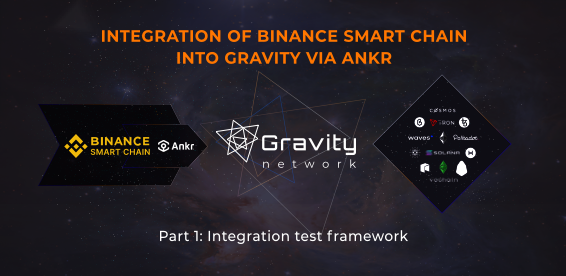 INTEGRATION OF BINANCE SMART CHAIN
INTO GRAVITY VIA ANKR
BINANCE
SMART CHAIN
Ankr
Gravity
network
COSMOS
TRON
waves
Polkadot
SOLANA
vechain
Part 1: Integration test framework